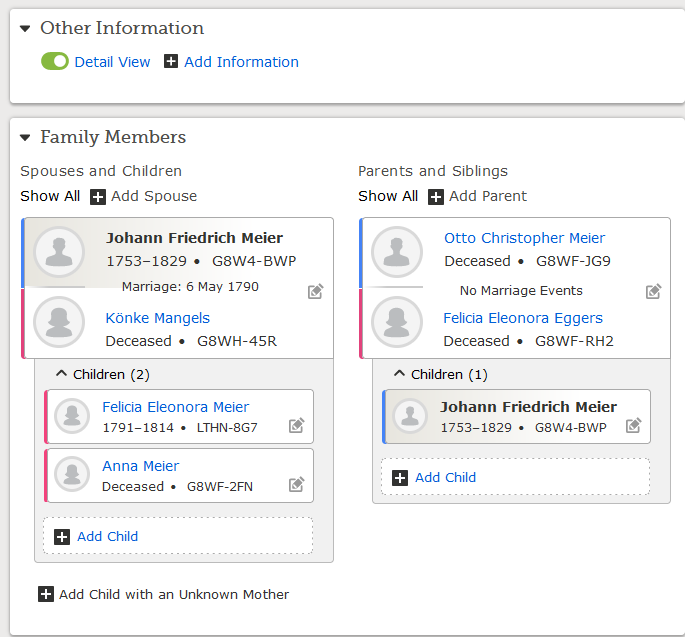 Other Information
Detail View Add Information
Family Members
Spouses and Children
Show All Add Spouse
Johann Friedrich Meier
1753–1829 • G8W4-BWP
Marriage: 6 May 1790
Könke Mangels
Deceased • G8WH-45R
Children (2)
Felicia Eleonora Meier
1791–1814 • LTHN-8G7
Anna Meier
Deceased • G8WF-2FN
Add Child
Add Child with an Unknown Mother
Parents and Siblings
Show All Add Parent
Otto Christopher Meier
Deceased • G8WF-JG9
No Marriage Events
Felicia Eleonora Eggers
Deceased • G8WF-RH2
Children (1)
Johann Friedrich Meier
1753–1829 • G8W4-BWP
Add Child